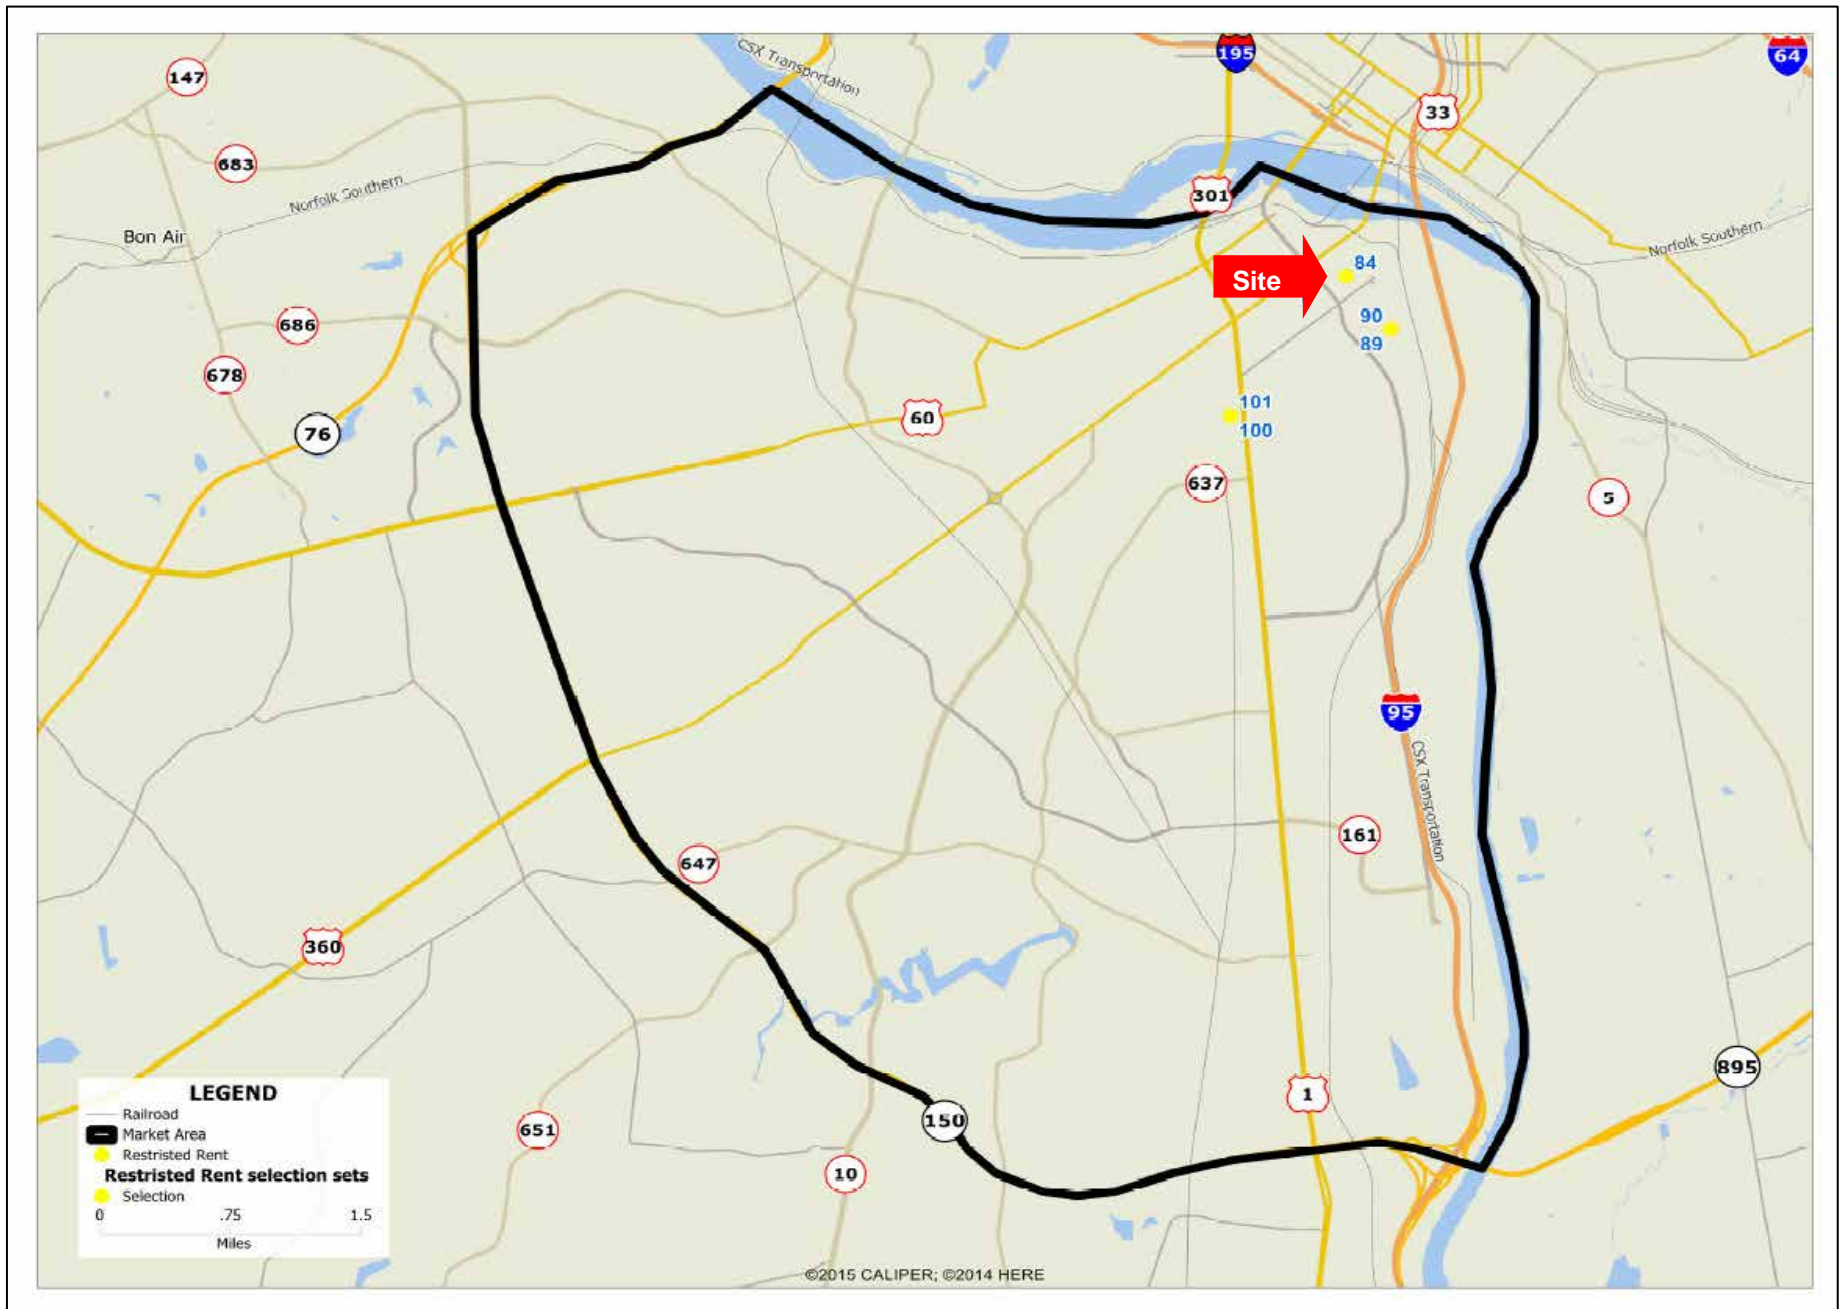 CSX Transportation
195
64
147
33
683
Norfolk Southern
301
Bon Air
Norfolk Southern
84
Site
90
686
89
678
101
60
76
100
637
5
95
CSX Transportation
161
647
360
895
LEGEND
1
Railroad
150
Market Area
651
Restristed Rent
10
Restristed Rent selection sets
Selection
0 .75 1.5
Miles
©2015 CALIPER; ©2014 HERE